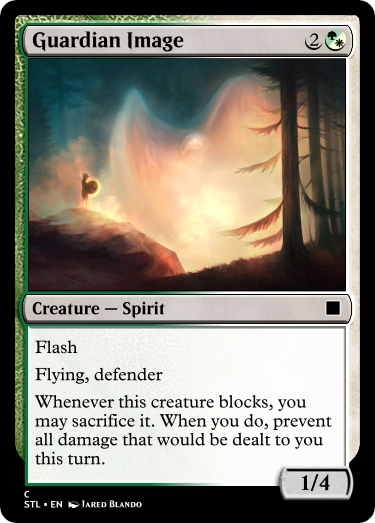 Guardian Image 2
Creature — Spirit
Flash
Flying, defender
Whenever this creature blocks, you
may sacrifice it. When you do, prevent
all damage that would be dealt to you
this turn.
1/4
C
STL • EN Jared Blando